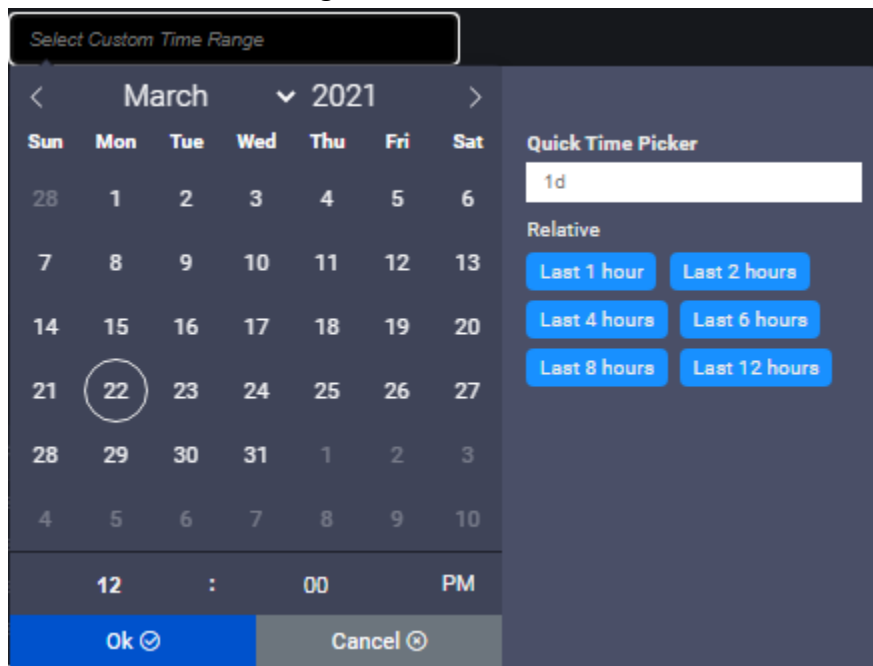 Select Custom Time Range
March 2021
Sun Mon Tue Wed Thu Fri Sat
28 1 2 3 4 5 6
7 8 9 10 11 12 13
14 15 16 17 18 19 20
21 22 23 24 25 26 27
28 29 30 31 1 2 3
4 5 6 7 8 9 10
12 : 00 PM
Ok Cancel
Quick Time Picker
1d
Relative
Last 1 hour Last 2 hours
Last 4 hours Last 6 hours
Last 8 hours Last 12 hours